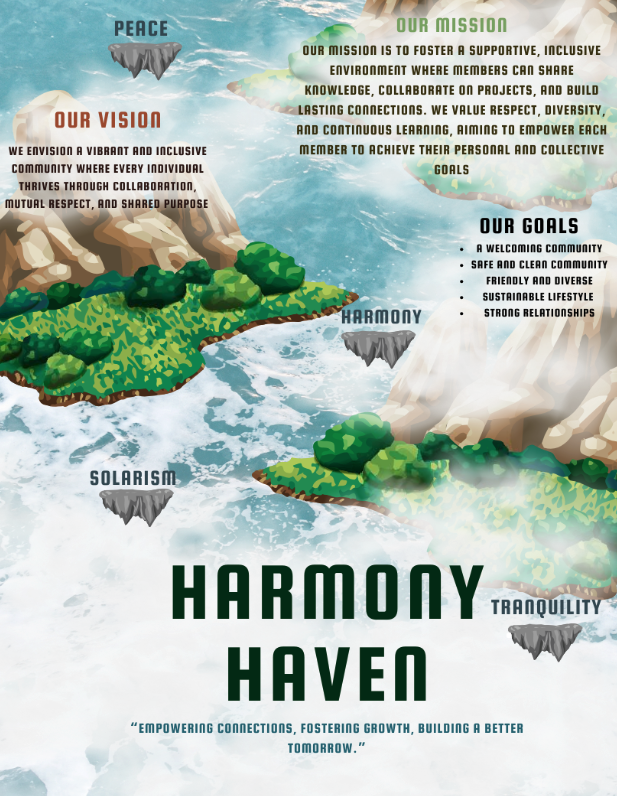 PEACE
OUR MISSION
OUR MISSION IS TO FOSTER A SUPPORTIVE, INCLUSIVE
ENVIRONMENT WHERE MEMBERS CAN SHARE
KNOWLEDGE, COLLABORATE ON PROJECTS, AND BUILD
LASTING CONNECTIONS. WE VALUE RESPECT, DIVERSITY,
AND CONTINUOUS LEARNING, AIMING TO EMPOWER EACH
MEMBER TO ACHIEVE THEIR PERSONAL AND COLLECTIVE
GOALS
OUR VISION
WE ENVISION A VIBRANT AND INCLUSIVE
COMMUNITY WHERE EVERY INDIVIDUAL
THRIVES THROUGH COLLABORATION,
MUTUAL RESPECT, AND SHARED PURPOSE
OUR GOALS
• A WELCOMING COMMUNITY
• SAFE AND CLEAN COMMUNITY
• FRIENDLY AND DIVERSE
• SUSTAINABLE LIFESTYLE
• STRONG RELATIONSHIPS
HARMONY
SOLARISM
HARMONY
HAVEN
TRANQUILITY
“EMPOWERING CONNECTIONS, FOSTERING GROWTH, BUILDING A BETTER
TOMORROW.”